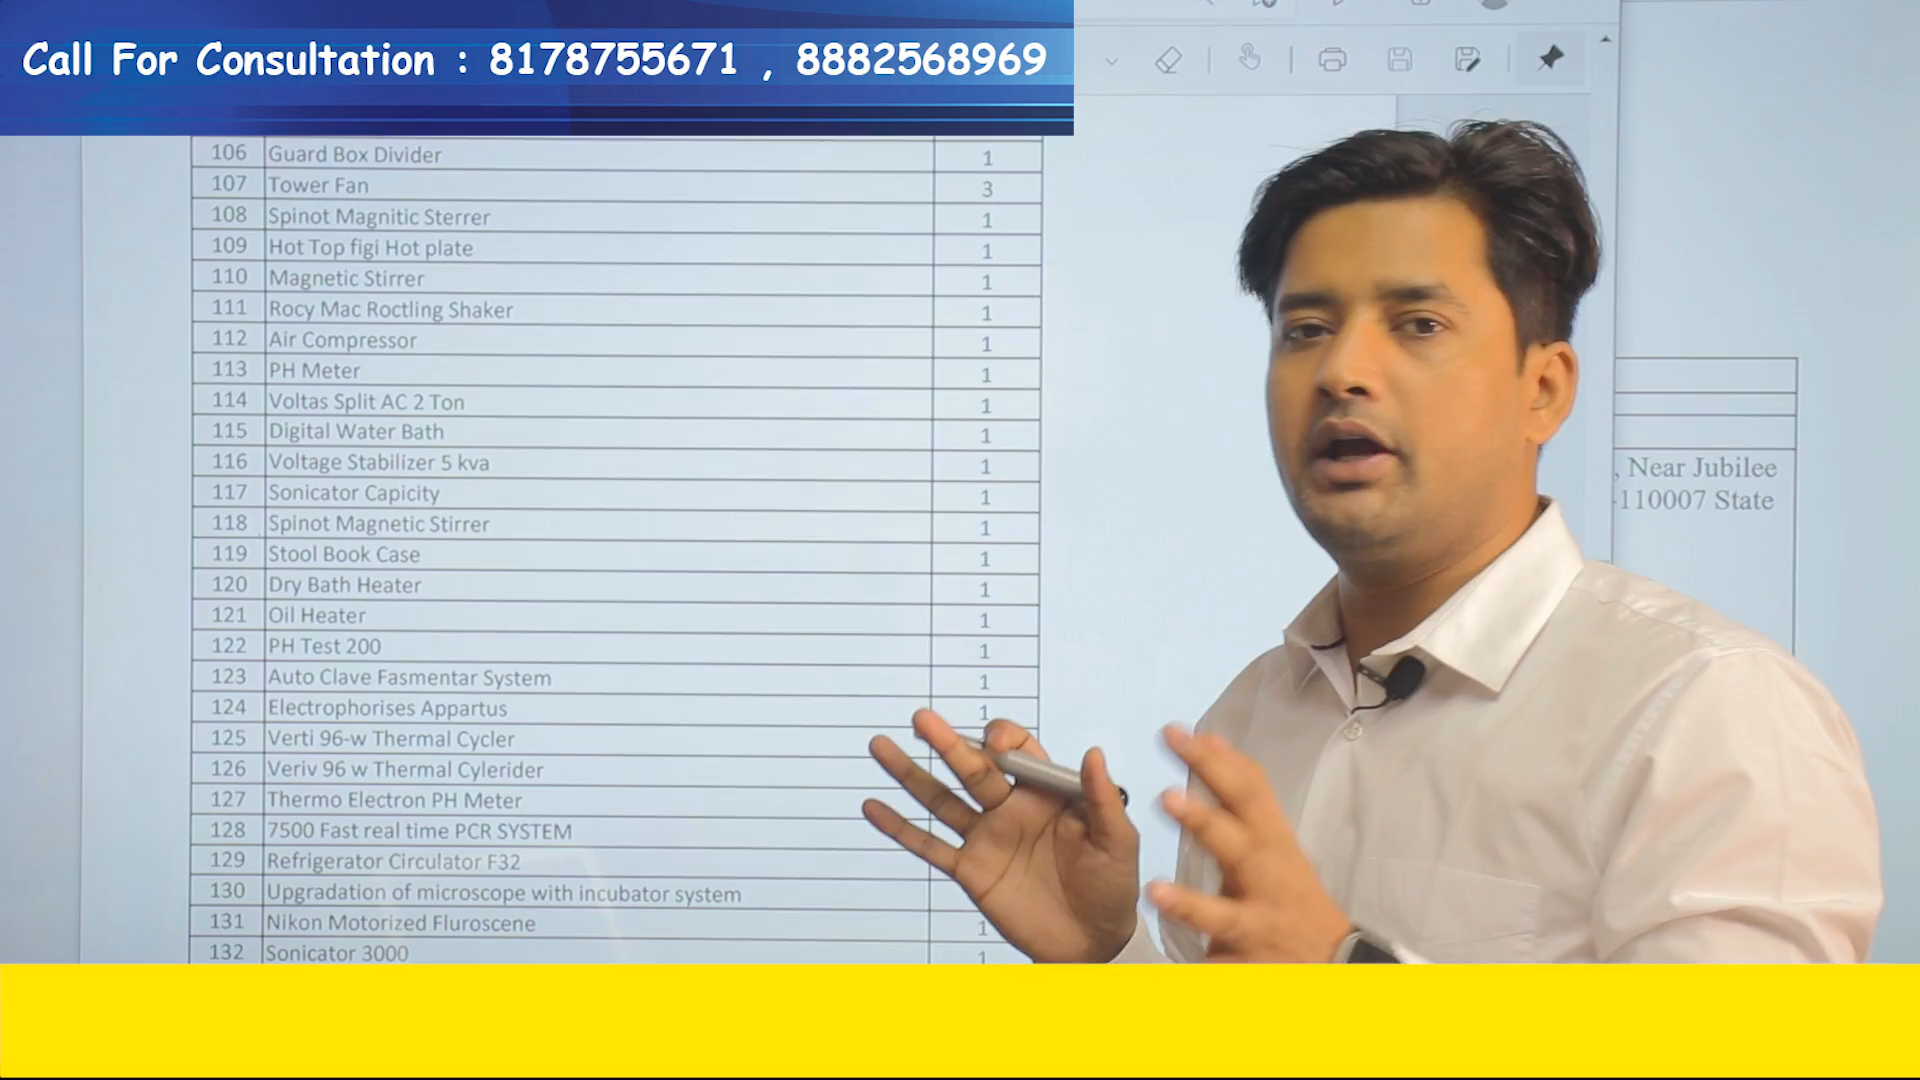 Call For Consultation : 8178755671 , 8882568969
106 Guard Box Divider 1
107 Tower Fan 3
108 Spinot Magnitic Sterrer 1
109 Hot Top figi Hot plate 1
110 Magnetic Stirrer 1
111 Rocy Mac Roctling Shaker 1
112 Air Compressor 1
113 PH Meter 1
114 Voltas Split AC 2 Ton 1
115 Digital Water Bath 1
116 Voltage Stabilizer 5 kva 1
117 Sonicator Capicity 1
118 Spinot Magnetic Stirrer 1
119 Stool Book Case 1
120 Dry Bath Heater 1
121 Oil Heater 1
122 PH Test 200 1
123 Auto Clave Fasmentar System 1
124 Electrophorises Appartus 1
125 Verti 96-w Thermal Cycler
126 Veriv 96 w Thermal Cylerider
127 Thermo Electron PH Meter
128 7500 Fast real time PCR SYSTEM
129 Refrigerator Circulator F32
130 Upgradation of microscope with incubator system
131 Nikon Motorized Fluroscene 1
132 Sonicator 3000 1
, Near Jubilee
-110007 State